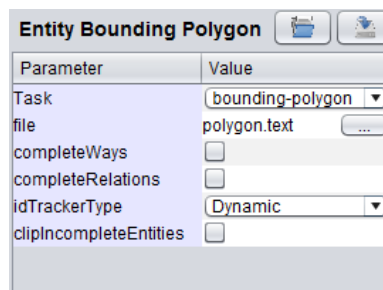 Entity Bounding Polygon
Parameter Value
Task bounding-polygon
file polygon.text ...
completeWays
completeRelations
idTrackerType Dynamic
clipIncompleteEntities